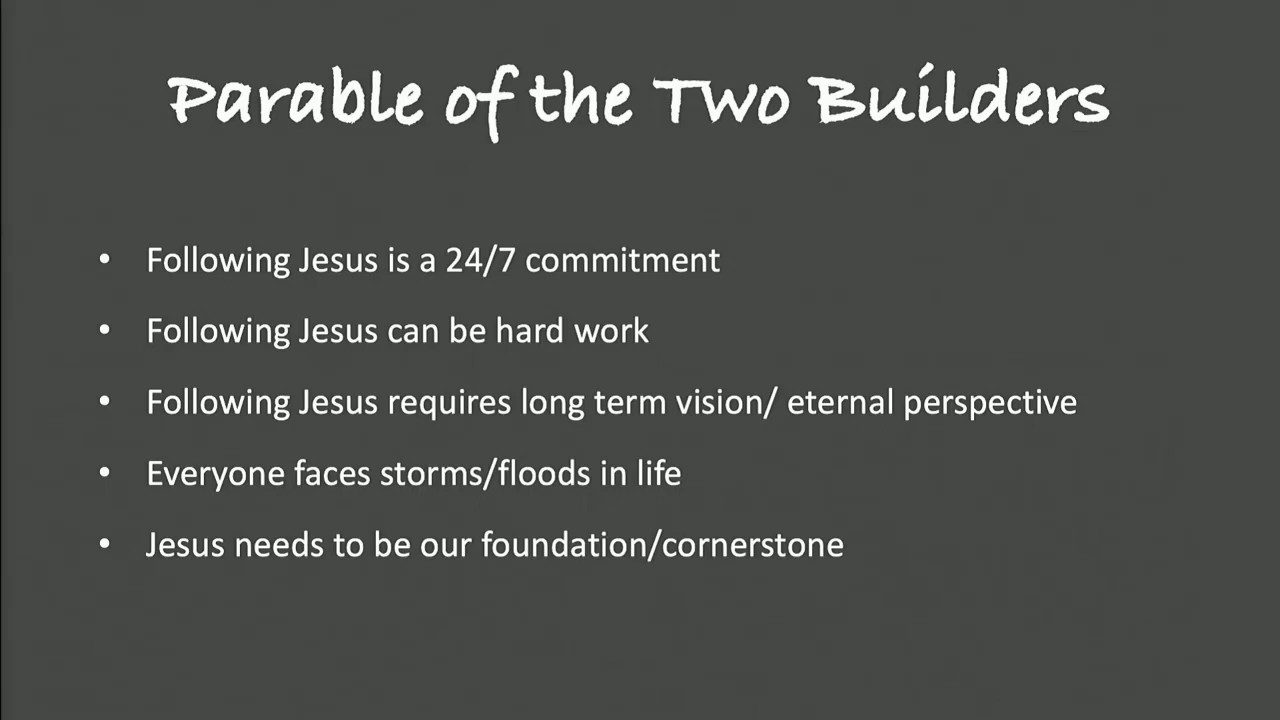 Parable of the Two Builders
• Following Jesus is a 24/7 commitment
• Following Jesus can be hard work
• Following Jesus requires long term vision/ eternal perspective
• Everyone faces storms/floods in life
• Jesus needs to be our foundation/cornerstone